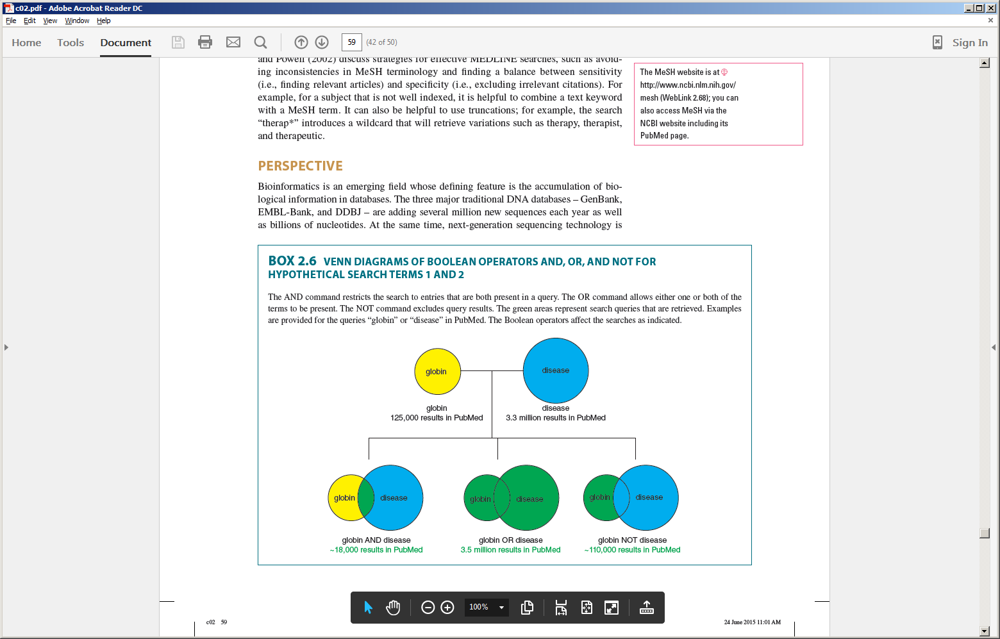 c02.pdf - Adobe Acrobat Reader DC
File Edit View Window Help
Home Tools Document 59 (42 of 50) Sign In
and Powell (2002) discuss strategies for effective MEDLINE searches, such as avoid-
ing inconsistencies in MeSH terminology and finding a balance between sensitivity
(i.e., finding relevant articles) and specificity (i.e., excluding irrelevant citations). For
example, for a subject that is not well indexed, it is helpful to combine a text keyword
with a MeSH term. It can also be helpful to use truncations; for example, the search
“therap*” introduces a wildcard that will retrieve variations such as therapy, therapist,
and therapeutic.
The MeSH website is at
http://www.ncbi.nlm.nih.gov/
mesh (WebLink 2.68); you can
also access MeSH via the
NCBI website including its
PubMed page.
PERSPECTIVE
Bioinformatics is an emerging field whose defining feature is the accumulation of bio-
logical information in databases. The three major traditional DNA databases – GenBank,
EMBL-Bank, and DDBJ – are adding several million new sequences each year as well
as billions of nucleotides. At the same time, next-generation sequencing technology is
BOX 2.6 VENN DIAGRAMS OF BOOLEAN OPERATORS AND, OR, AND NOT FOR
HYPOTHETICAL SEARCH TERMS 1 AND 2
The AND command restricts the search to entries that are both present in a query. The OR command allows either one or both of the
terms to be present. The NOT command excludes query results. The green areas represent search queries that are retrieved. Examples
are provided for the queries “globin” or “disease” in PubMed. The Boolean operators affect the searches as indicated.
globin
disease
globin
125,000 results in PubMed
disease
3.3 million results in PubMed
globin disease
globin disease
globin disease
globin AND disease
~18,000 results in PubMed
globin OR disease
3.5 million results in PubMed
globin NOT disease
~110,000 results in PubMed
100%
c02 59
24 June 2015 11:01 AM